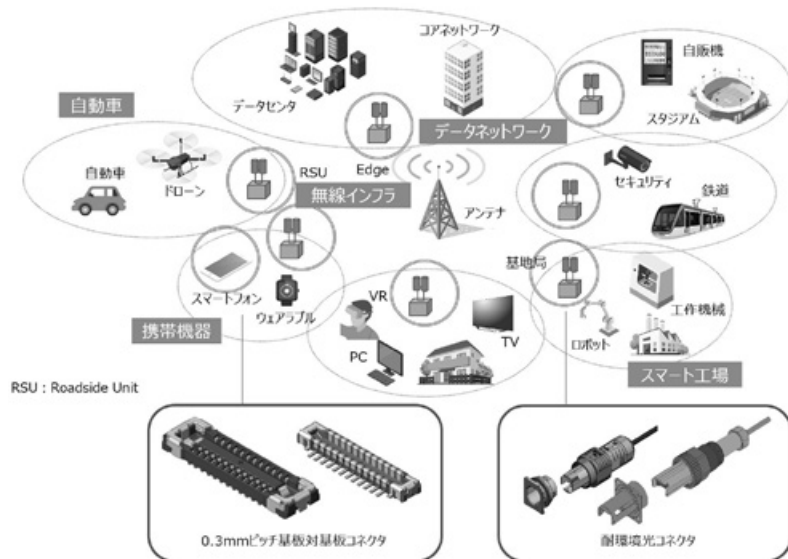 コアネットワーク
データセンタ
自販機
スタジアム
自動車
データネットワーク
自動車
ドローン
RSU
Edge
無線インフラ
アンテナ
セキュリティ
鉄道
スマートフォン
ウェアラブル
携帯機器
VR
PC
TV
基地局
工作機械
ロボット
スマート工場
RSU : Roadside Unit
0.3mmピッチ基板対基板コネクタ
耐環境光コネクタ